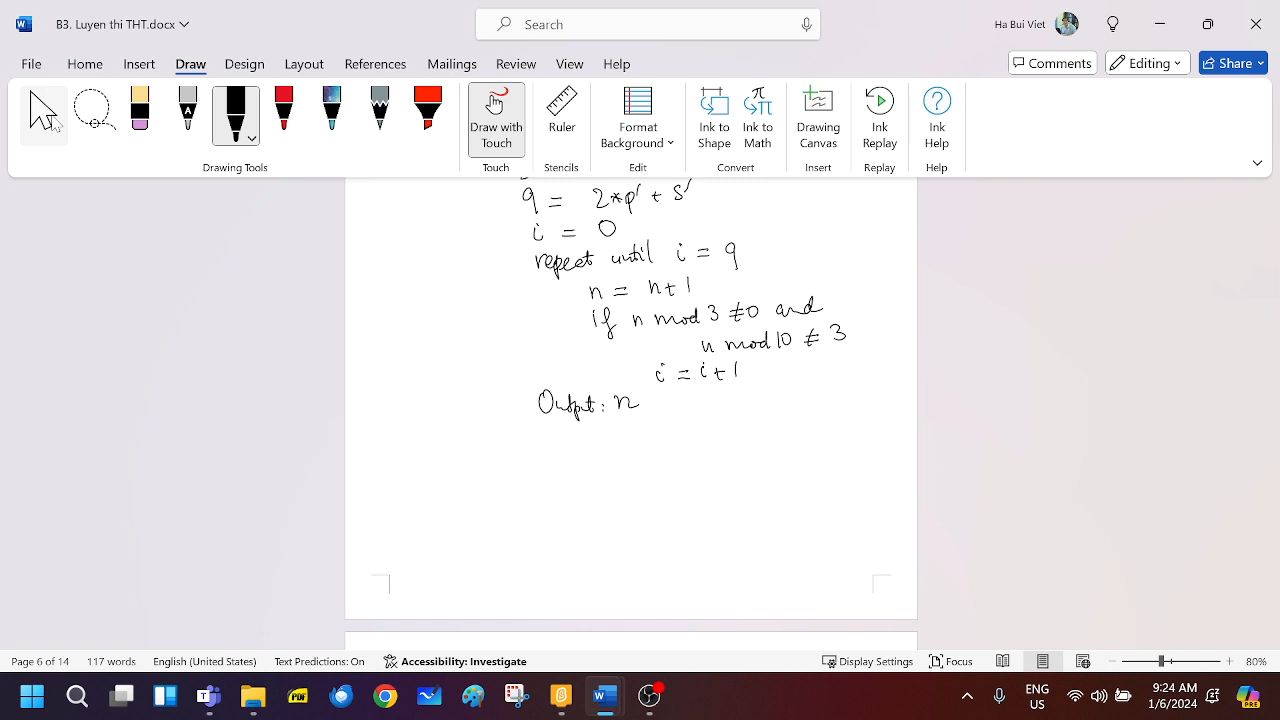 B3. Luyen thi THT.docx
Search
Ha Bui Viet
File Home Insert Draw Design Layout References Mailings Review View Help
Comments Editing Share
A
Draw with Touch
Ruler
Format Background
Ink to Shape
Ink to Math
Drawing Canvas
Ink Replay
Ink Help
Drawing Tools Touch Stencils Edit Convert Insert Replay Help
q = 2*p' + s'
i = 0
repeat until i = q
n = n+1
if n mod 3 ≠ 0 and
n mod 10 ≠ 3
i = i+1
Output: n
Page 6 of 14 117 words English (United States) Text Predictions: On Accessibility: Investigate Display Settings Focus 80%
PDF
ENG
US
9:24 AM
1/6/2024
PRE